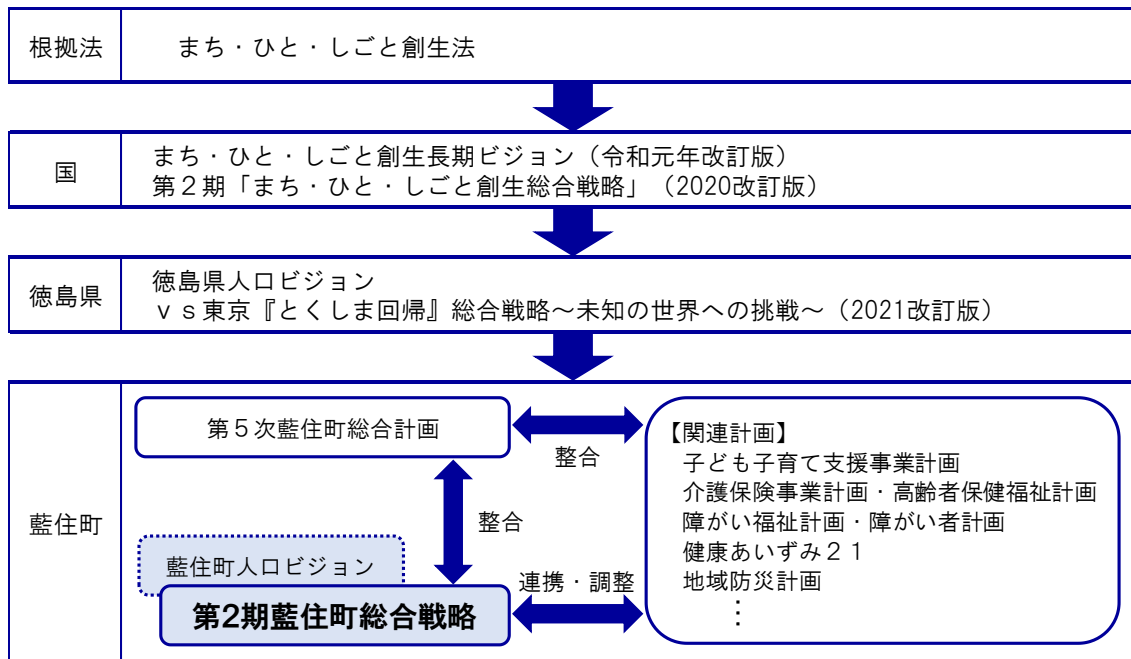 根拠法
まち・ひと・しごと創生法
国
まち・ひと・しごと創生長期ビジョン（令和元年改訂版）
第２期「まち・ひと・しごと創生総合戦略」（2020改訂版）
徳島県
徳島県人口ビジョン
ｖｓ東京『とくしま回帰』総合戦略～未知の世界への挑戦～（2021改訂版）
藍住町
第５次藍住町総合計画
整合
整合
藍住町人口ビジョン
第2期藍住町総合戦略
連携・調整
【関連計画】
子ども子育て支援事業計画
介護保険事業計画・高齢者保健福祉計画
障がい福祉計画・障がい者計画
健康あいずみ２１
地域防災計画
⋮